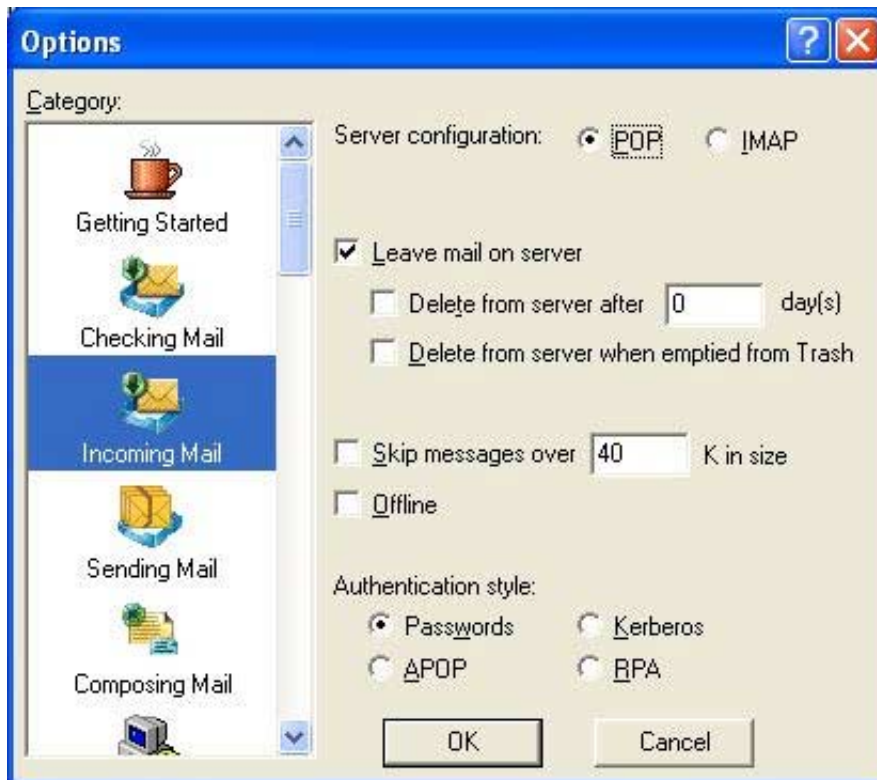 Options
Category:
Getting Started
Checking Mail
Incoming Mail
Sending Mail
Composing Mail
Server configuration: POP IMAP
Leave mail on server
Delete from server after 0 day(s)
Delete from server when emptied from Trash
Skip messages over 40 K in size
Offline
Authentication style:
Passwords Kerberos
APOP RPA
OK Cancel